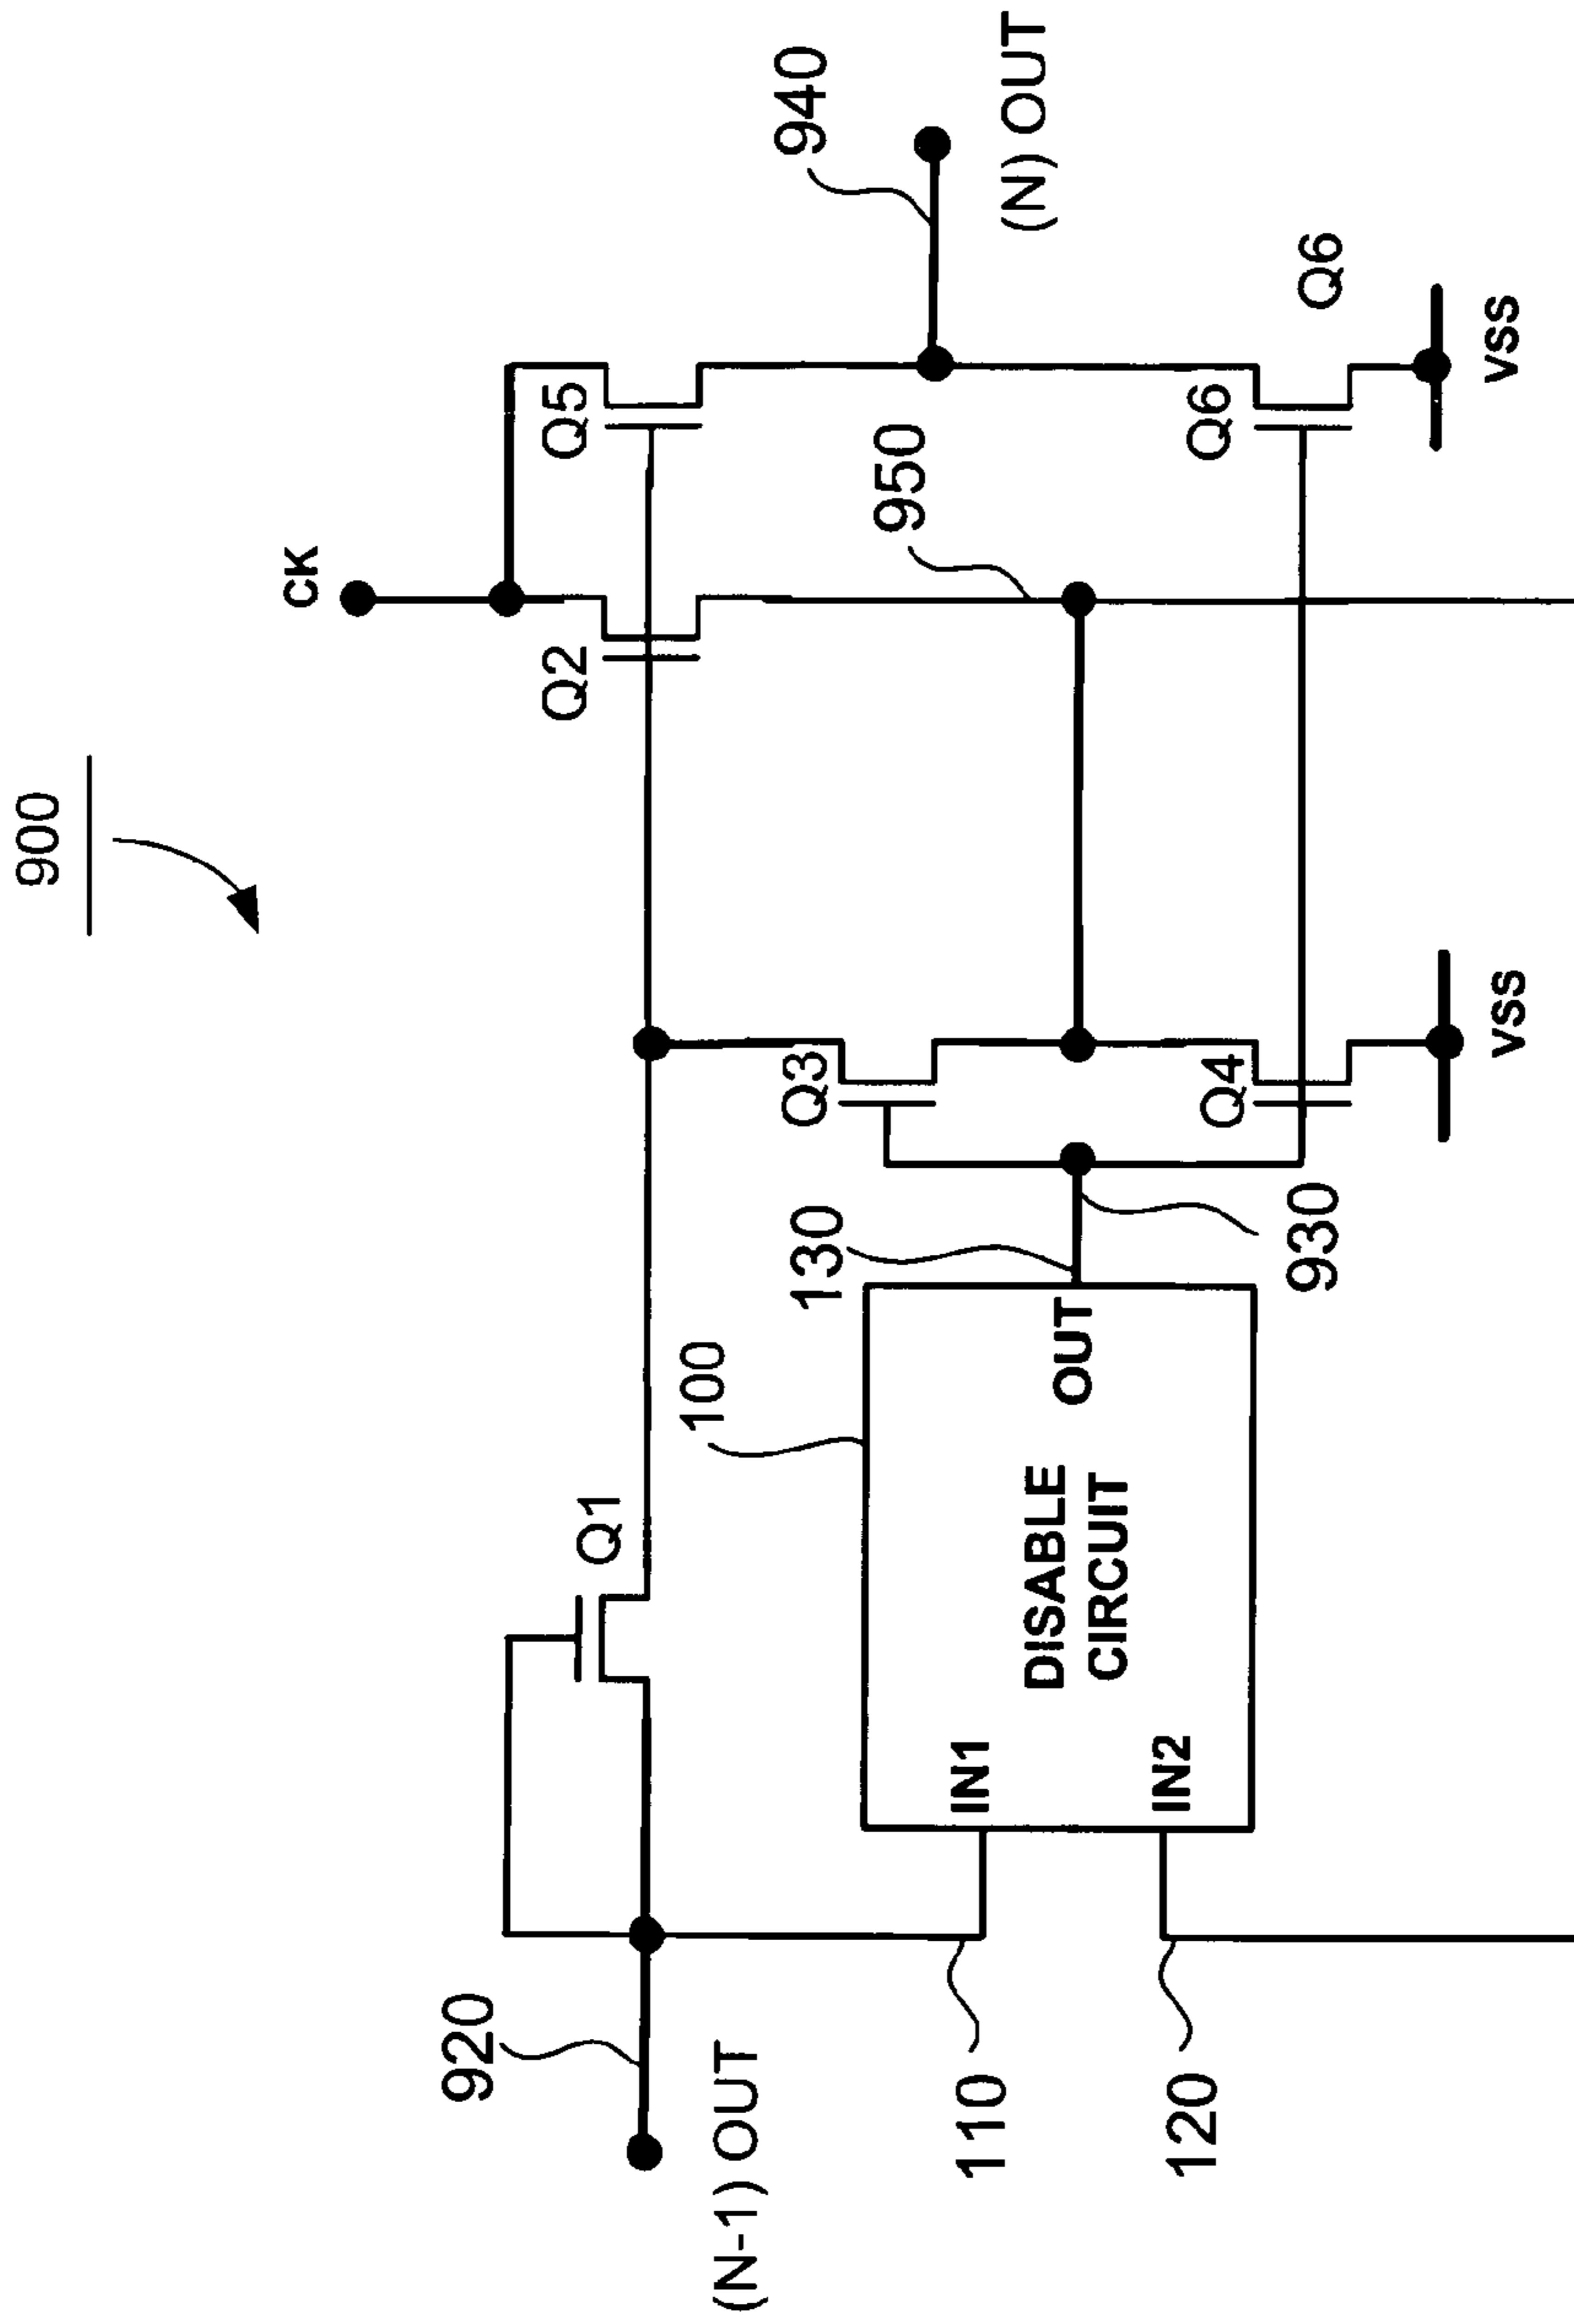 900
CK
940
(N) OUT
Q2
Q5
950
Q6
Q6
VSS
Q3
Q4
VSS
130
930
100
Q1
OUT
DISABLE
CIRCUIT
IN1
IN2
920
(N-1) OUT
110
120